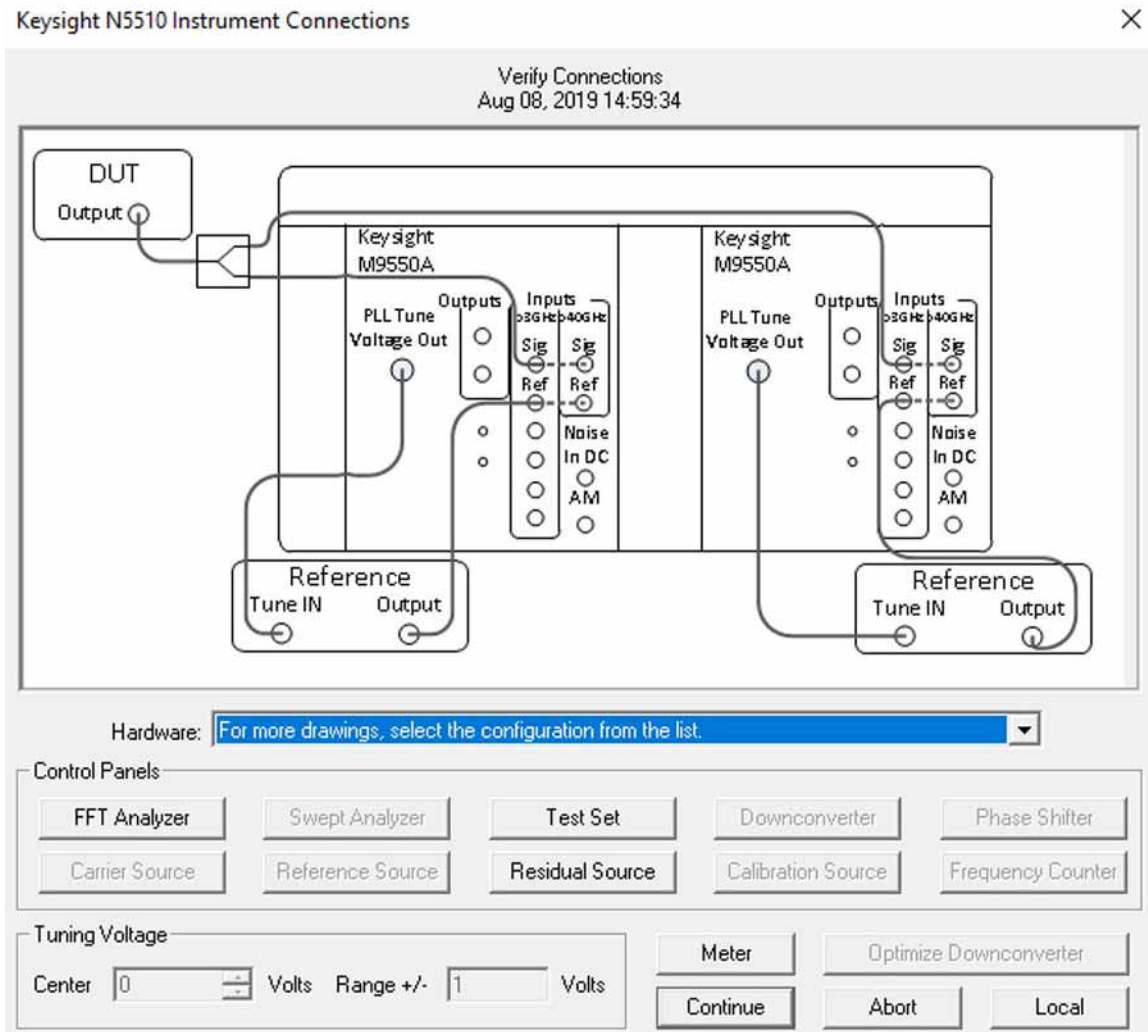 Keysight N5510 Instrument Connections
Verify Connections
Aug 08, 2019 14:59:34
DUT
Output
Keysight
M9550A
PLL Tune
Voltage Out
Outputs
Inputs
Sig
Sig
Ref
Ref
Noise
In DC
AM
Keysight
M9550A
PLL Tune
Voltage Out
Outputs
Inputs
Sig
Sig
Ref
Ref
Noise
In DC
AM
Reference
Tune IN Output
Reference
Tune IN Output
Hardware: For more drawings, select the configuration from the list.
Control Panels
FFT Analyzer Swept Analyzer Test Set Downconverter Phase Shifter
Carrier Source Reference Source Residual Source Calibration Source Frequency Counter
Tuning Voltage
Center 0 Volts Range +/- 1 Volts
Meter Optimize Downconverter
Continue Abort Local